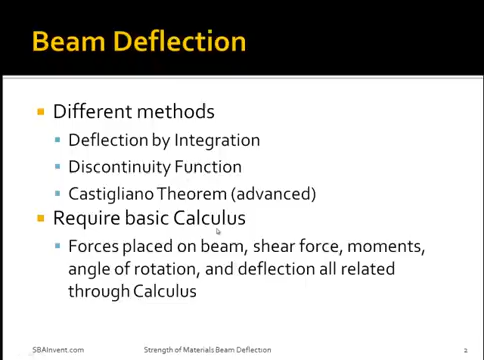 Beam Deflection
Different methods
Deflection by Integration
Discontinuity Function
Castigliano Theorem (advanced)
Require basic Calculus
Forces placed on beam, shear force, moments,
angle of rotation, and deflection all related
through Calculus
SBAInvent.com Strength of Materials Beam Deflection 2